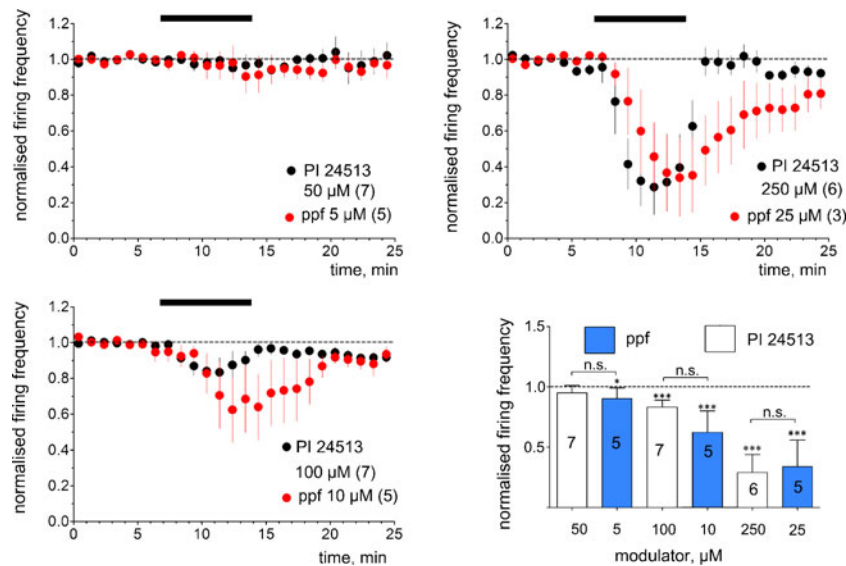 normalised firing frequency
1.2
1.0
0.8
0.6
0.4
0.2
0.0
0 5 10 15 20 25
time, min
PI 24513
50 µM (7)
ppf 5 µM (5)
normalised firing frequency
1.2
1.0
0.8
0.6
0.4
0.2
0.0
0 5 10 15 20 25
time, min
PI 24513
250 µM (6)
ppf 25 µM (3)
normalised firing frequency
1.2
1.0
0.8
0.6
0.4
0.2
0.0
0 5 10 15 20 25
time, min
PI 24513
100 µM (7)
ppf 10 µM (5)
normalised firing frequency
1.5
1.0
0.5
ppf PI 24513
n.s. n.s. n.s.
* *** *** *** ***
7 5 7 5 6 5
50 5 100 10 250 25
modulator, µM